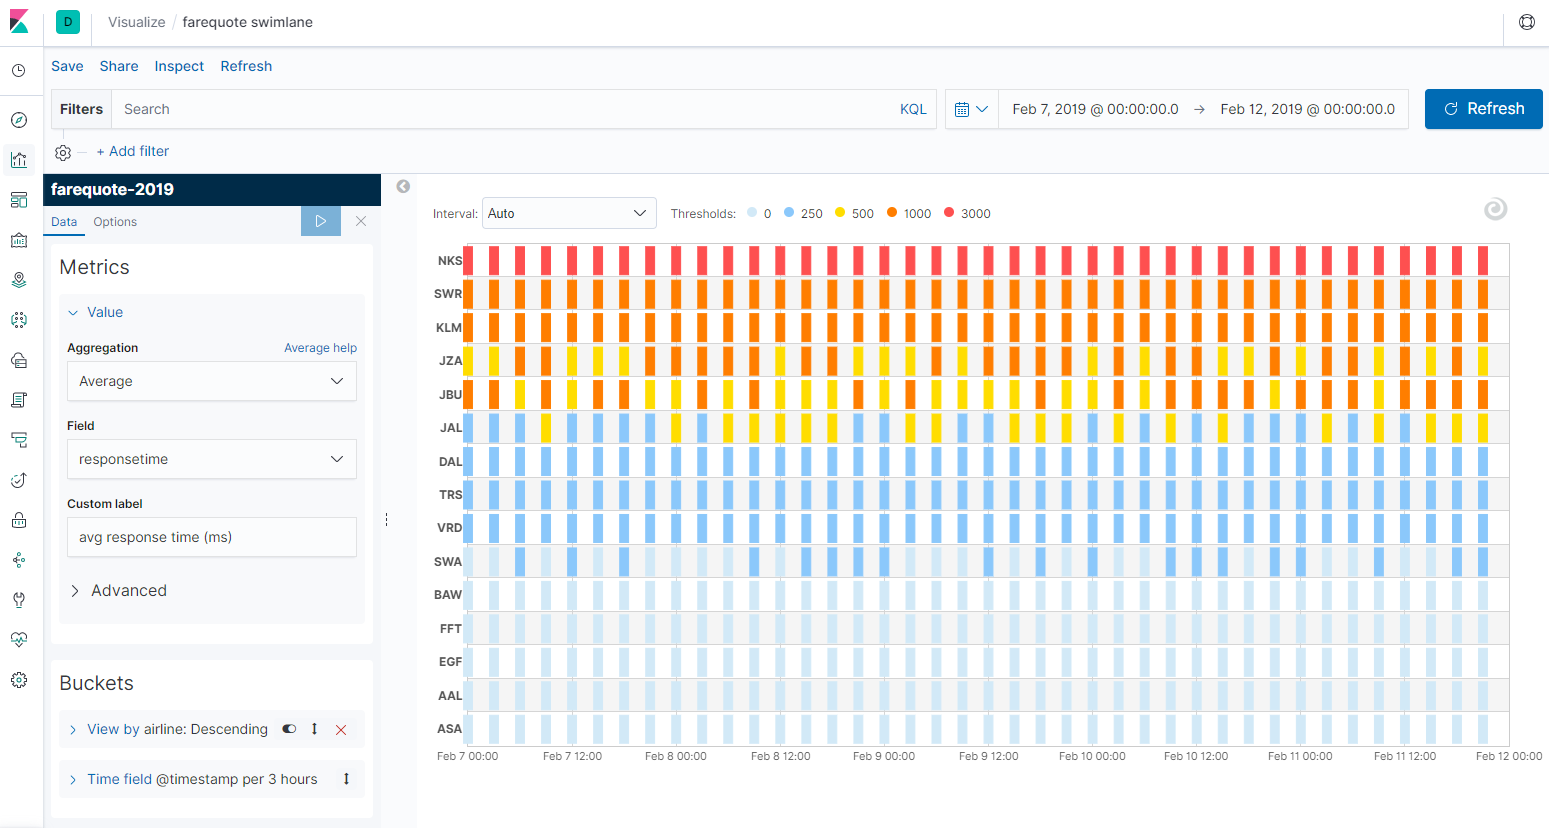 D Visualize / farequote swimlane
Save Share Inspect Refresh
Filters Search KQL Feb 7, 2019 @ 00:00:00.0 → Feb 12, 2019 @ 00:00:00.0 Refresh
+ Add filter
farequote-2019
Data Options
Metrics
Value
Aggregation Average help
Average
Field
responsetime
Custom label
avg response time (ms)
Advanced
Buckets
View by airline: Descending
Time field @timestamp per 3 hours
Interval: Auto Thresholds: 0 250 500 1000 3000
NKS
SWR
KLM
JZA
JBU
JAL
DAL
TRS
VRD
SWA
BAW
FFT
EGF
AAL
ASA
Feb 7 00:00 Feb 7 12:00 Feb 8 00:00 Feb 8 12:00 Feb 9 00:00 Feb 9 12:00 Feb 10 00:00 Feb 10 12:00 Feb 11 00:00 Feb 11 12:00 Feb 12 00:00